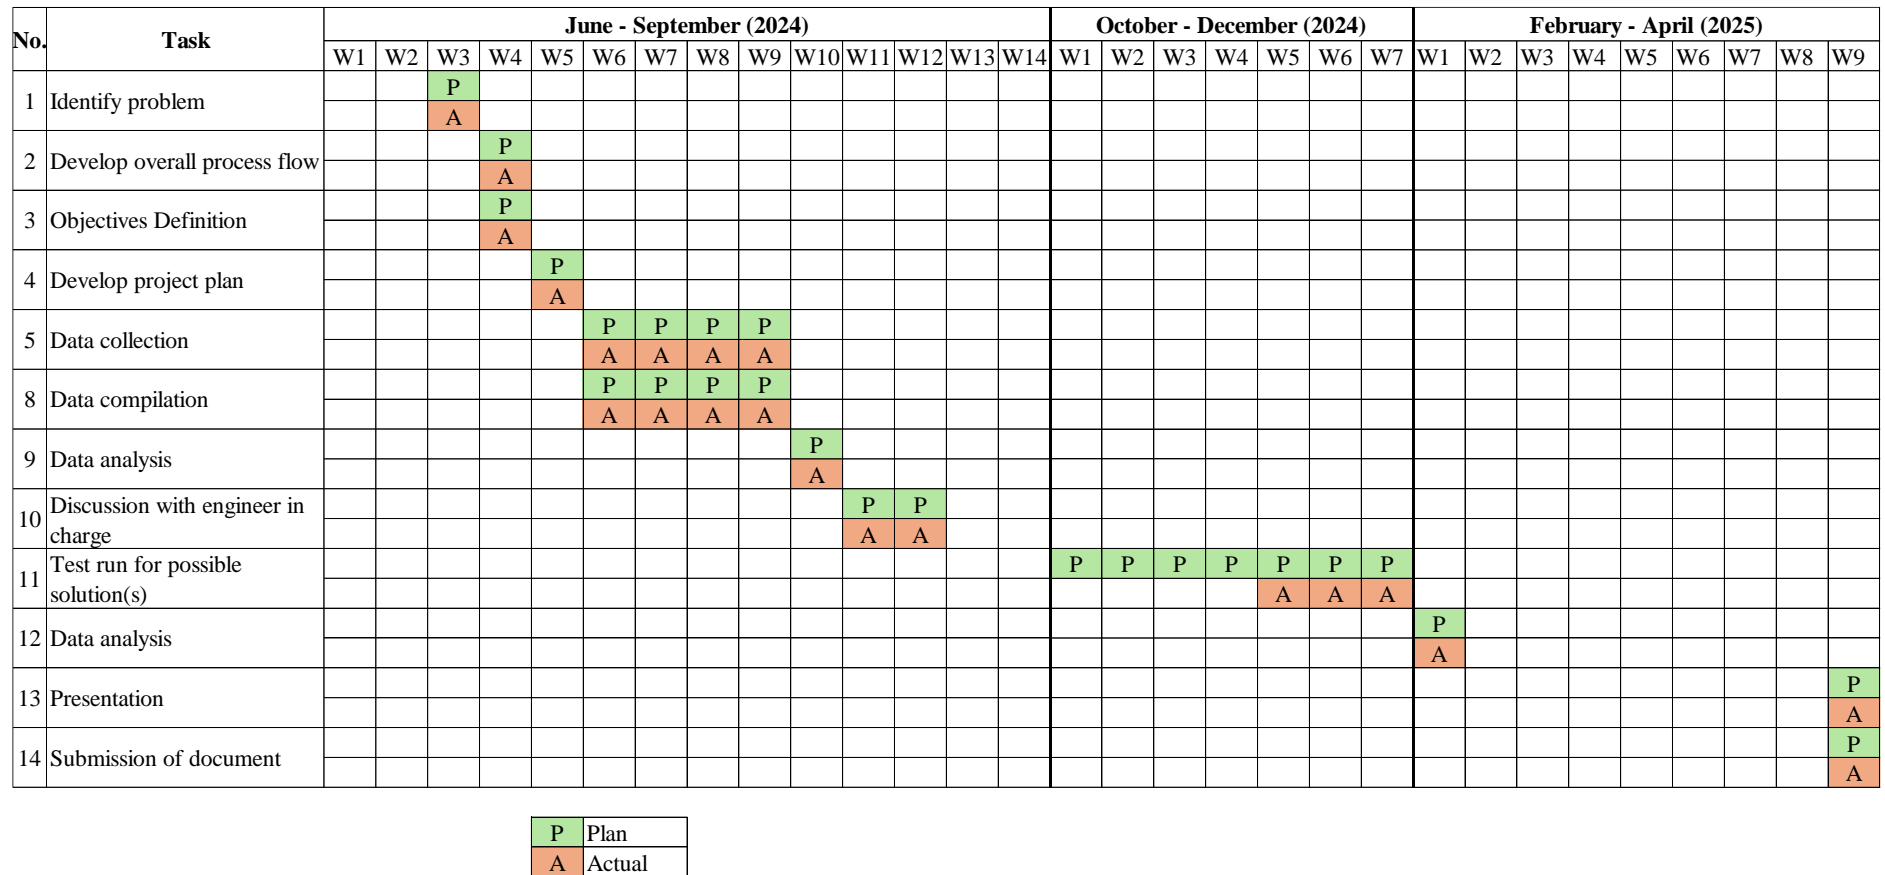 No. Task June - September (2024) October - December (2024) February - April (2025)
W1 W2 W3 W4 W5 W6 W7 W8 W9 W10 W11 W12 W13 W14 W1 W2 W3 W4 W5 W6 W7 W1 W2 W3 W4 W5 W6 W7 W8 W9
1 Identify problem
P
A
2 Develop overall process flow
P
A
3 Objectives Definition
P
A
4 Develop project plan
P
A
5 Data collection
P P P P
A A A A
8 Data compilation
P P P P
A A A A
9 Data analysis
P
A
10 Discussion with engineer in
charge
P P
A A
11 Test run for possible
solution(s)
P P P P P P P
A A A
12 Data analysis
P
A
13 Presentation
P
A
14 Submission of document
P
A
P Plan
A Actual